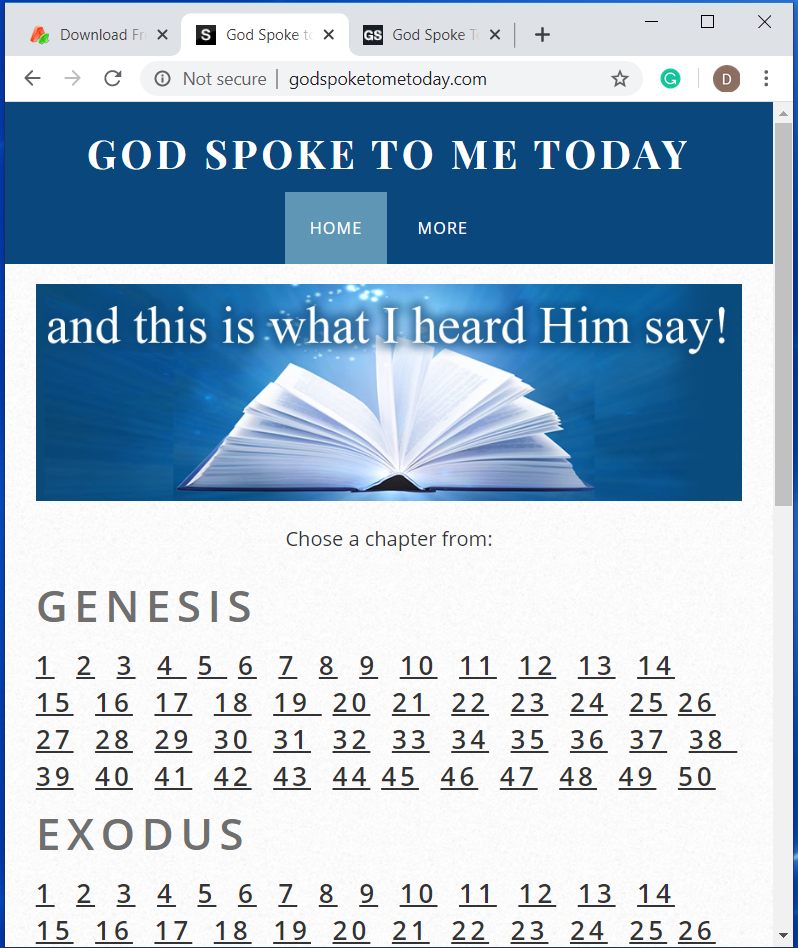 Download Fr
S God Spoke to
GS God Spoke T
Not secure | godspoketometoday.com
D
GOD SPOKE TO ME TODAY
HOME MORE
and this is what I heard Him say!
Chose a chapter from:
GENESIS
1 2 3 4 5 6 7 8 9 10 11 12 13 14
15 16 17 18 19 20 21 22 23 24 25 26
27 28 29 30 31 32 33 34 35 36 37 38
39 40 41 42 43 44 45 46 47 48 49 50
EXODUS
1 2 3 4 5 6 7 8 9 10 11 12 13 14
15 16 17 18 19 20 21 22 23 24 25 26